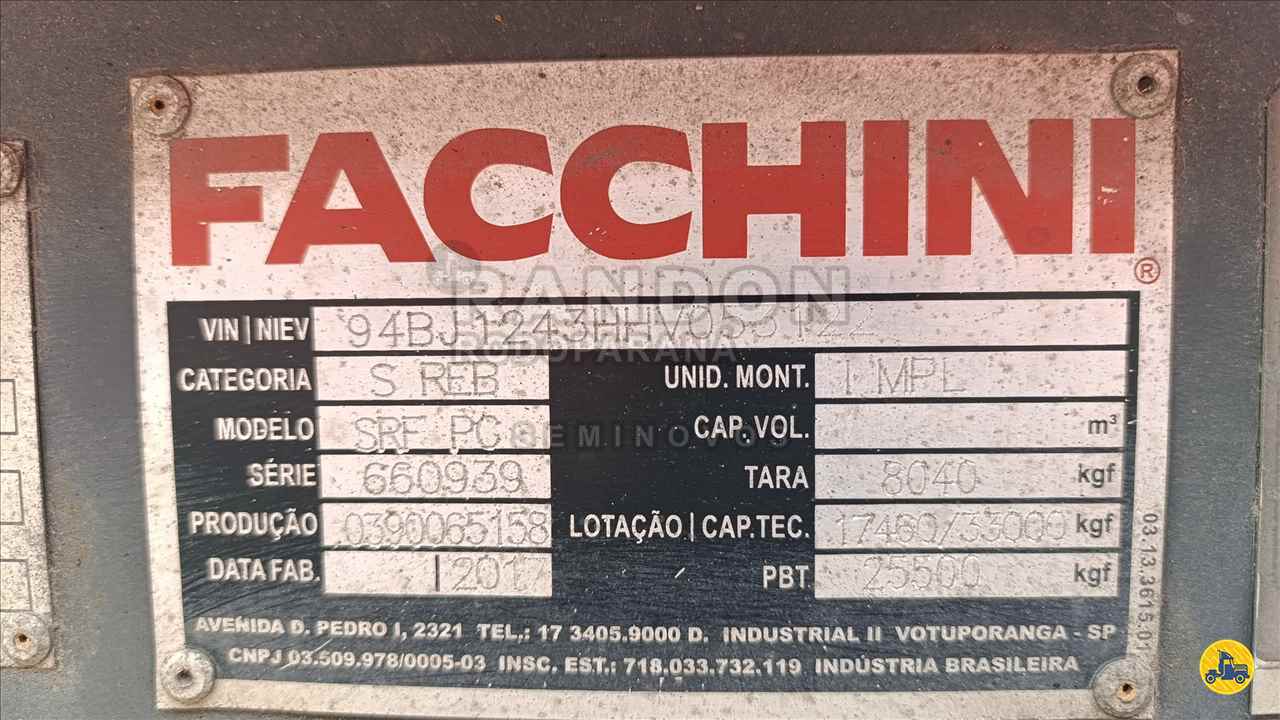 FACCHINI
®
RANDON
VIN|NIEV 94BJ1243HHV053122
RODOPARANÁ
CATEGORIA S REB UNID. MONT. I MPL
MODELO SRF PC CAP. VOL. m³
SEMINOVOS
SÉRIE 660939 TARA 8040 kgf
PRODUÇÃO 0390065158 LOTAÇÃO|CAP.TEC. 17460/33000 kgf
DATA FAB. | 2017 PBT 25500 kgf
AVENIDA D. PEDRO I, 2321 TEL,: 17 3405.9000 D. INDUSTRIAL II VOTUPORANGA - SP
CNPJ 03.509.978/0005-03 INSC. EST.: 718.033.732.119 INDÚSTRIA BRASILEIRA